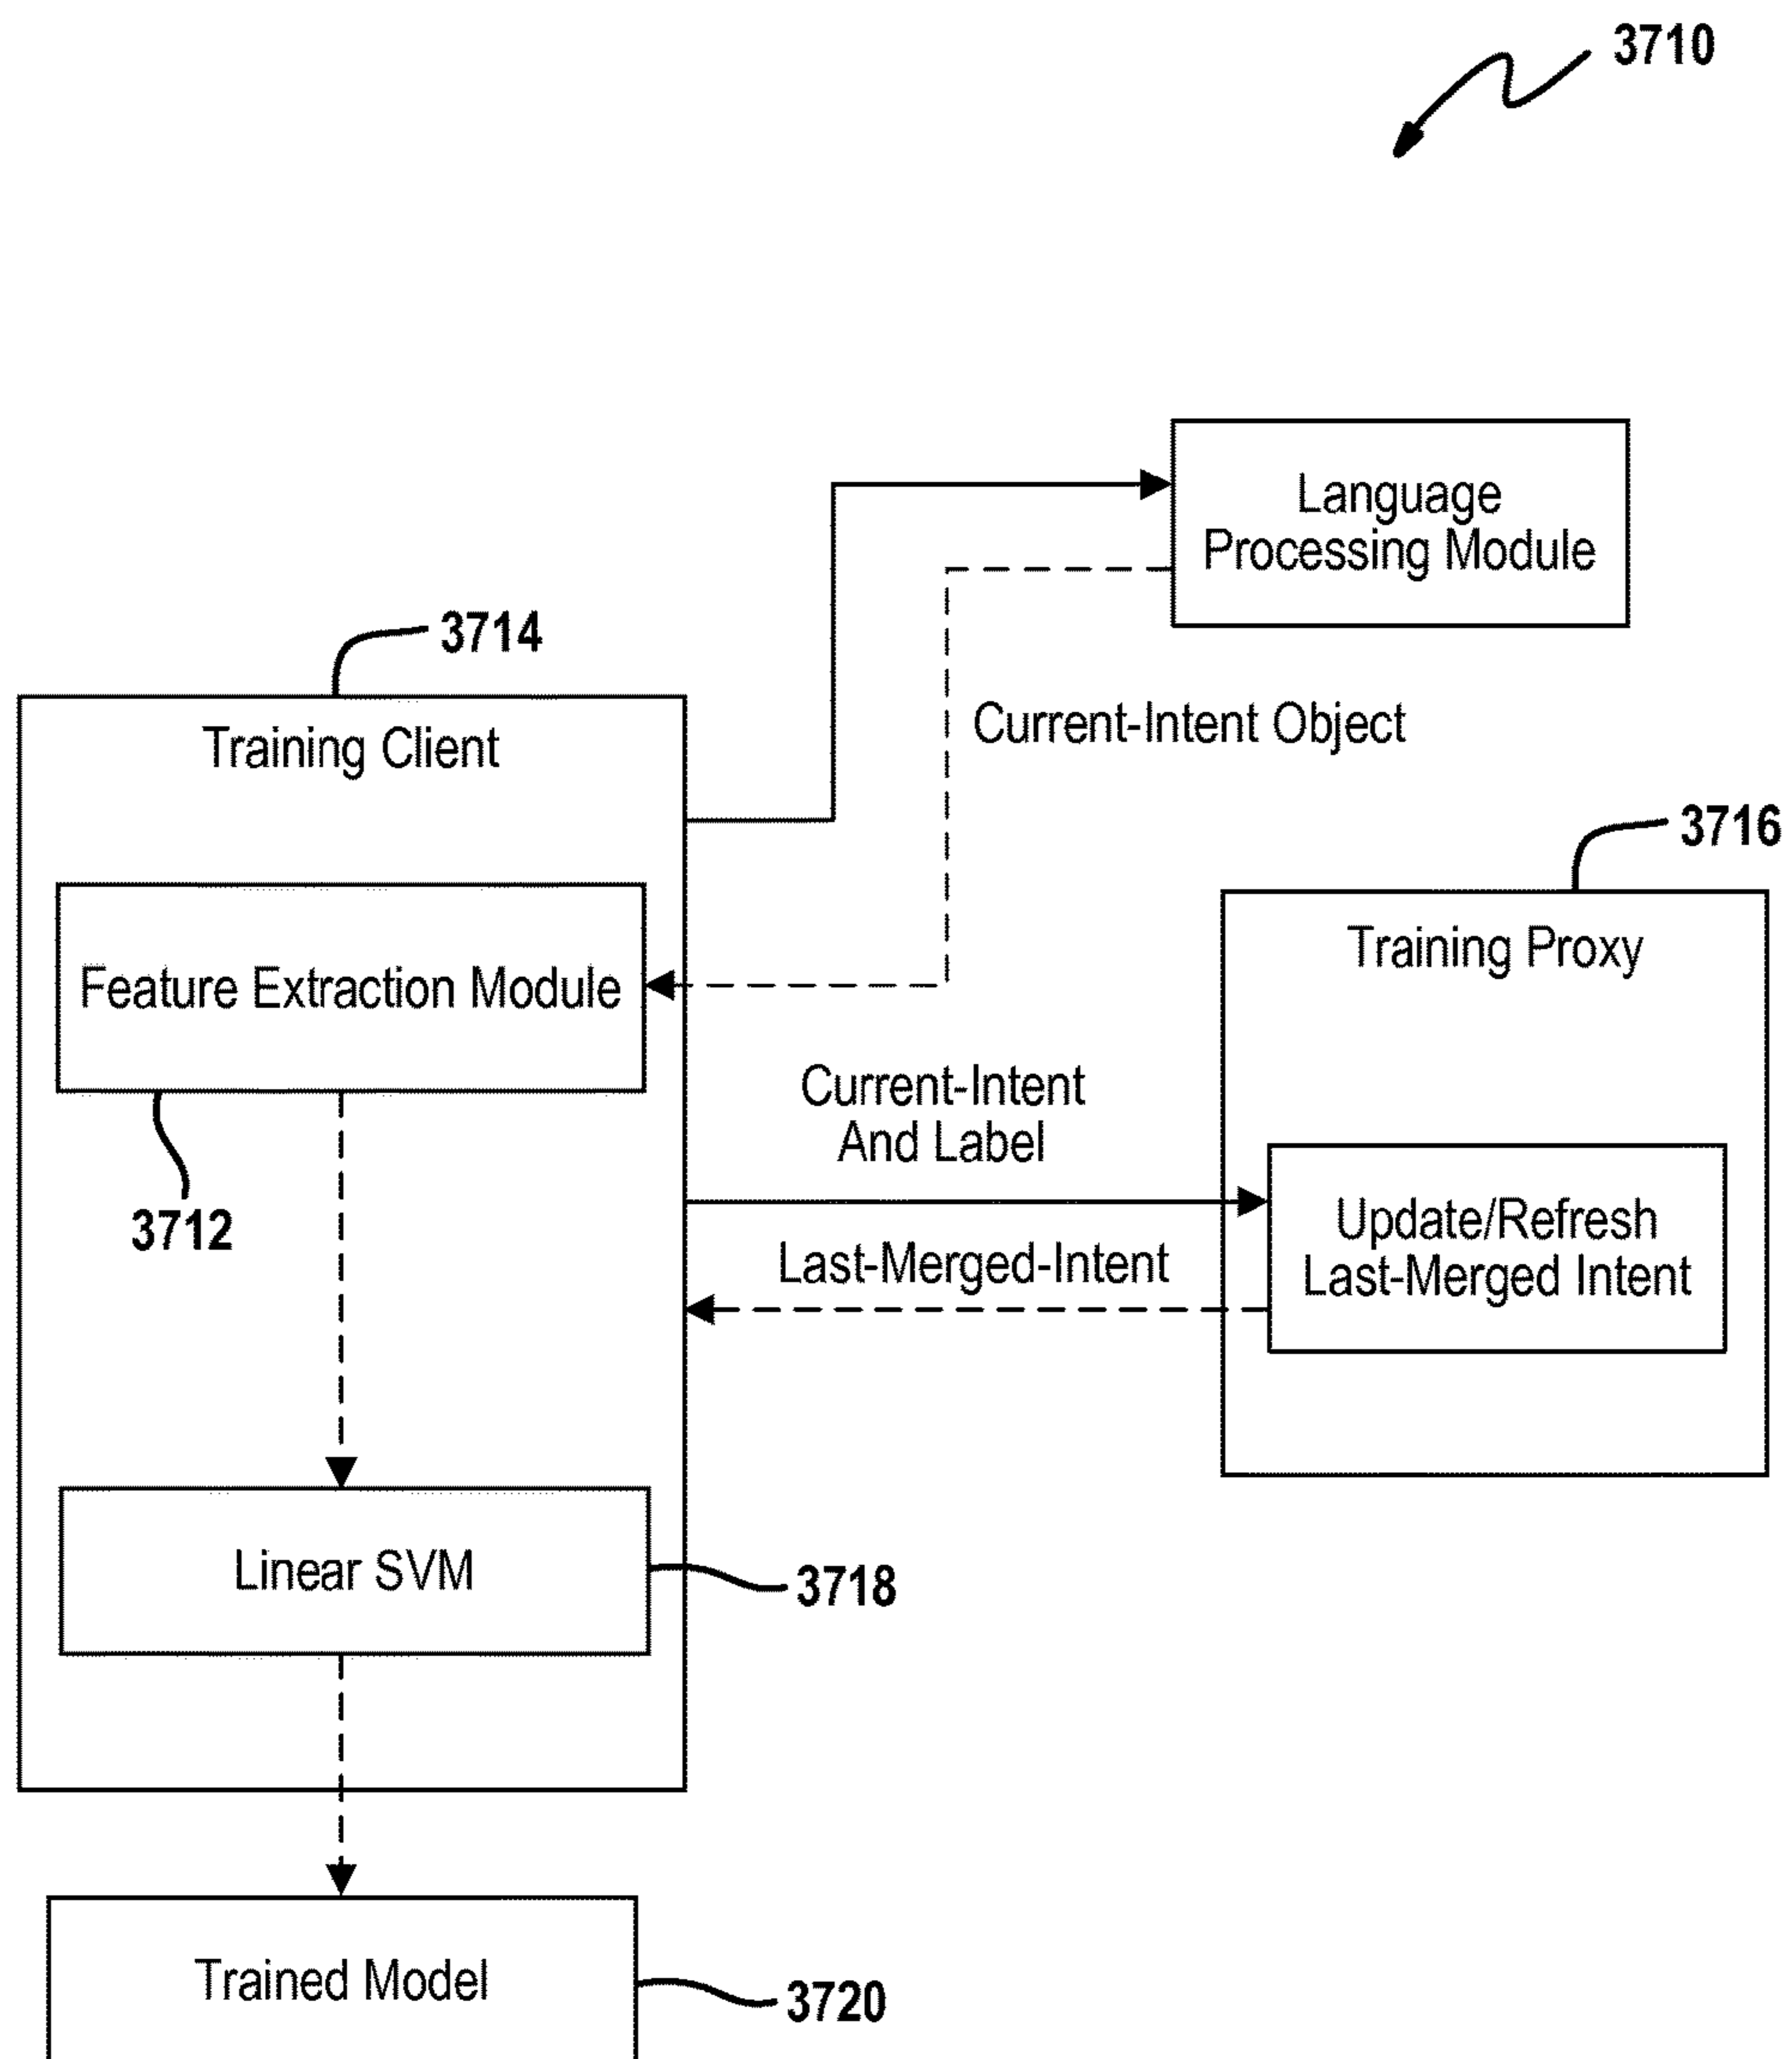 3710
Language
Processing Module
3714
Training Client
Current-Intent Object
3716
Training Proxy
Feature Extraction Module
Current-Intent
And Label
3712
Update/Refresh
Last-Merged Intent
Last-Merged-Intent
Linear SVM
3718
Trained Model
3720